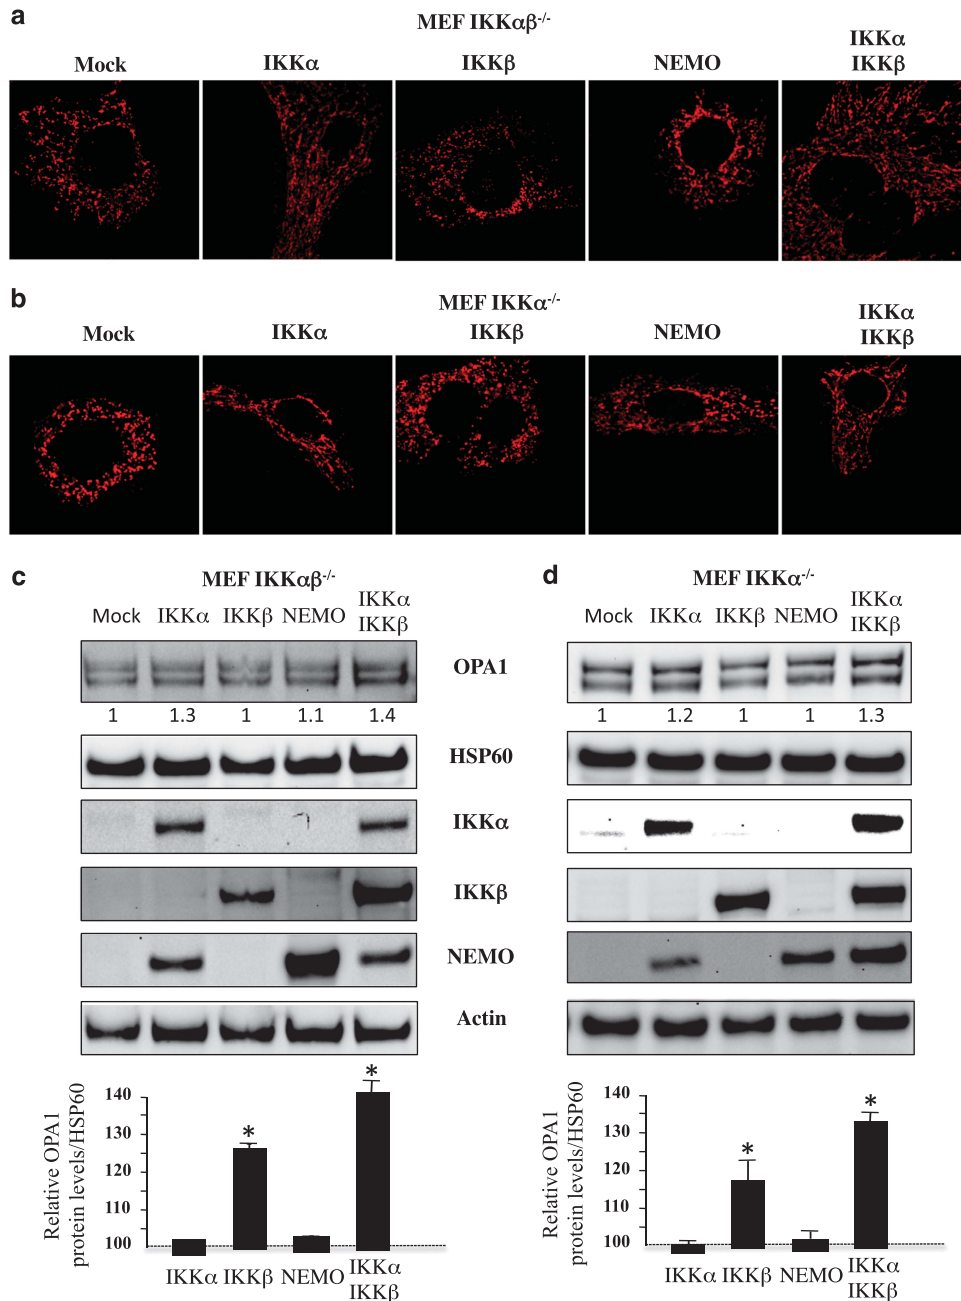 a
MEF IKKαβ-/-
Mock IKKα IKKβ NEMO IKKα IKKβ
b
MEF IKKα-/-
Mock IKKα IKKβ NEMO IKKα IKKβ
c
MEF IKKαβ-/-
Mock IKKα IKKβ NEMO IKKα IKKβ
d
MEF IKKα-/-
Mock IKKα IKKβ NEMO IKKα IKKβ
OPA1
1 1.3 1 1.1 1.4
1 1.2 1 1 1.3
HSP60
IKKα
IKKβ
NEMO
Actin
Relative OPA1
protein levels/HSP60
140
130
120
110
100
* *
IKKα IKKβ NEMO IKKα IKKβ
Relative OPA1
protein levels/HSP60
140
130
120
110
100
* *
IKKα IKKβ NEMO IKKα IKKβ